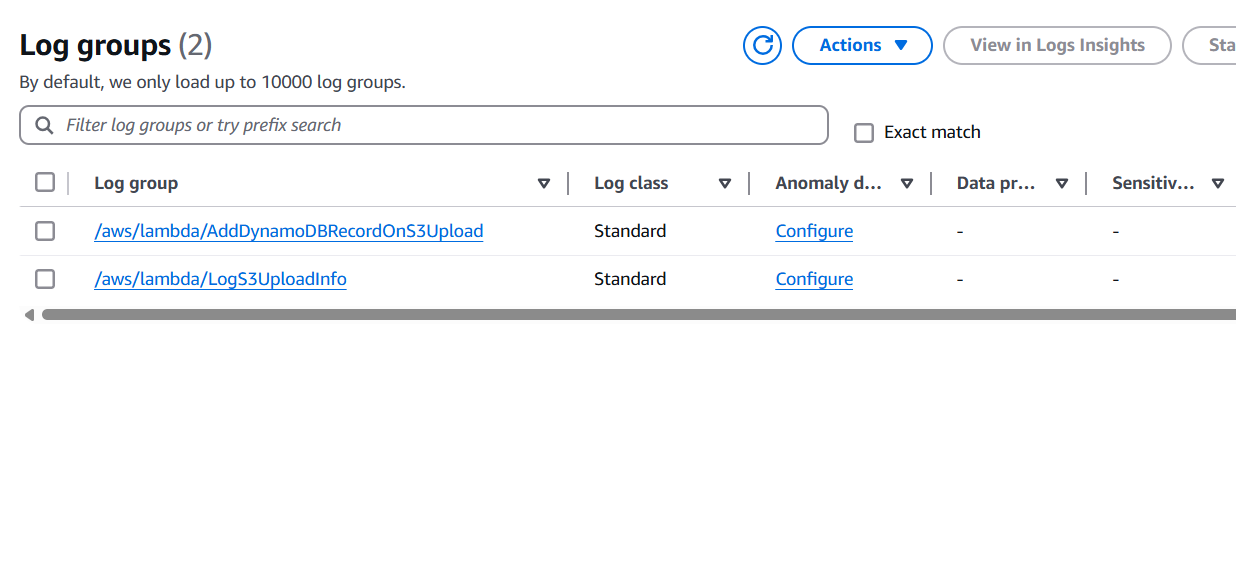 Log groups (2)
Actions
View in Logs Insights
Sta
By default, we only load up to 10000 log groups.
Filter log groups or try prefix search
Exact match
Log group
Log class
Anomaly d...
Data pr...
Sensitiv...
/aws/lambda/AddDynamoDBRecordOnS3Upload
Standard
Configure
-
-
/aws/lambda/LogS3UploadInfo
Standard
Configure
-
-